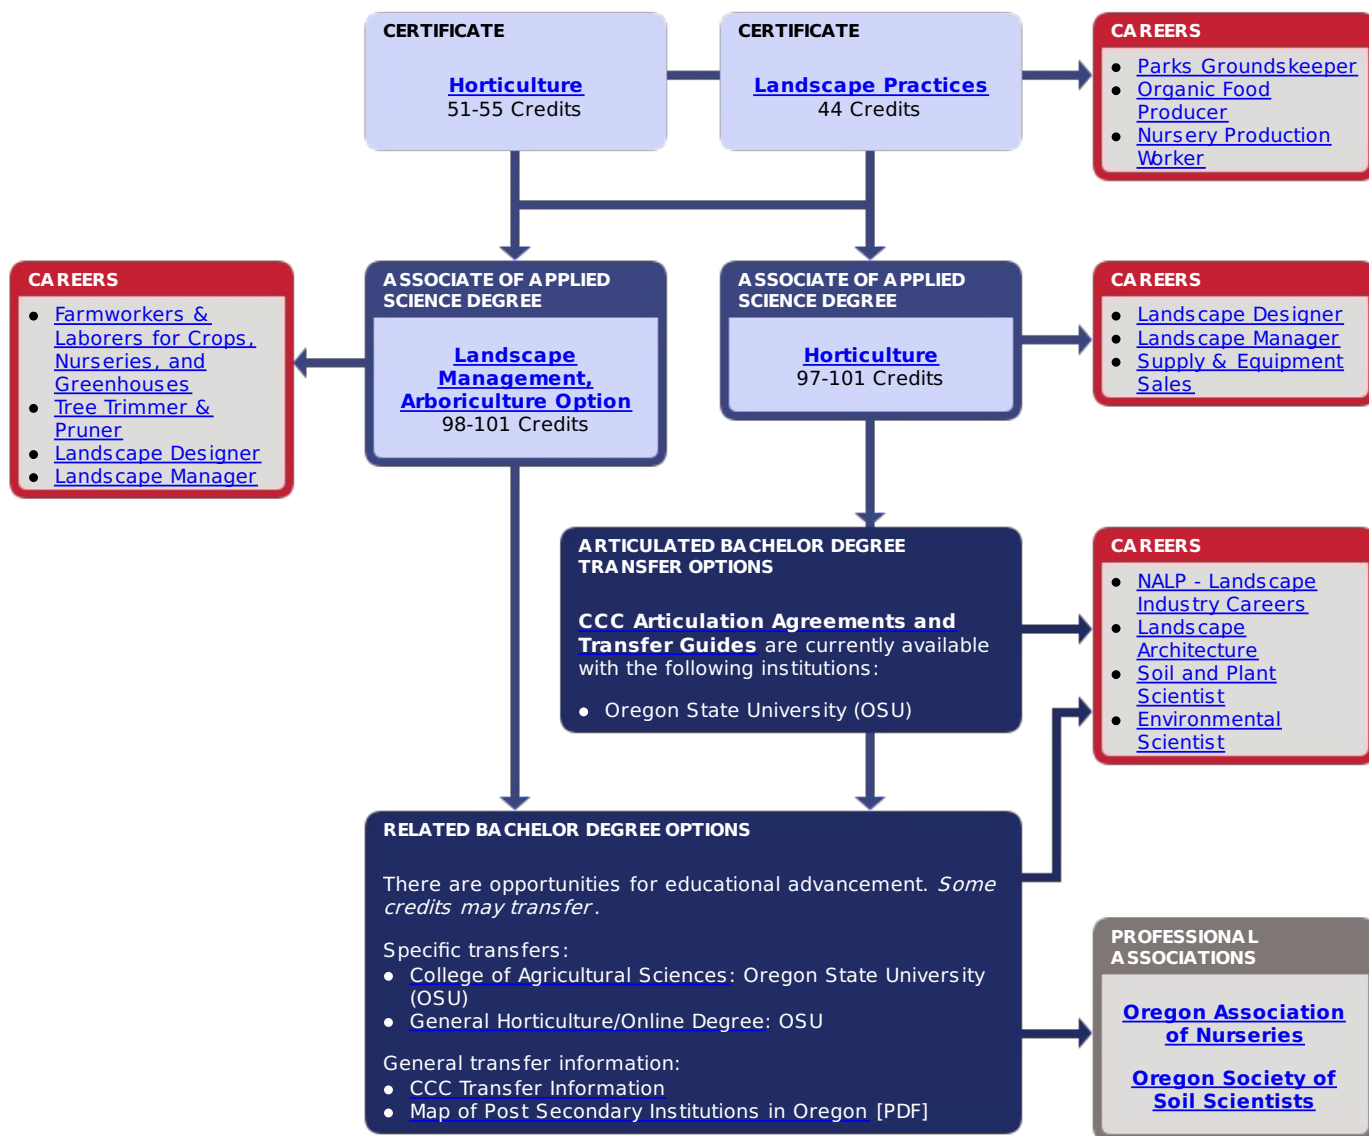 CERTIFICATE
Horticulture
51-55 Credits
CERTIFICATE
Landscape Practices
44 Credits
CAREERS
● Parks Groundskeeper
● Organic Food
Producer
● Nursery Production
Worker
CAREERS
● Farmworkers &
Laborers for Crops,
Nurseries, and
Greenhouses
● Tree Trimmer &
Pruner
● Landscape Designer
● Landscape Manager
ASSOCIATE OF APPLIED
SCIENCE DEGREE
Landscape
Management,
Arboriculture Option
98-101 Credits
ASSOCIATE OF APPLIED
SCIENCE DEGREE
Horticulture
97-101 Credits
CAREERS
● Landscape Designer
● Landscape Manager
● Supply & Equipment
Sales
ARTICULATED BACHELOR DEGREE
TRANSFER OPTIONS
CCC Articulation Agreements and
Transfer Guides are currently available
with the following institutions:
● Oregon State University (OSU)
CAREERS
● NALP - Landscape
Industry Careers
● Landscape
Architecture
● Soil and Plant
Scientist
● Environmental
Scientist
RELATED BACHELOR DEGREE OPTIONS
There are opportunities for educational advancement. Some
credits may transfer.
Specific transfers:
● College of Agricultural Sciences: Oregon State University
(OSU)
● General Horticulture/Online Degree: OSU
General transfer information:
● CCC Transfer Information
● Map of Post Secondary Institutions in Oregon [PDF]
PROFESSIONAL
ASSOCIATIONS
Oregon Association
of Nurseries
Oregon Society of
Soil Scientists